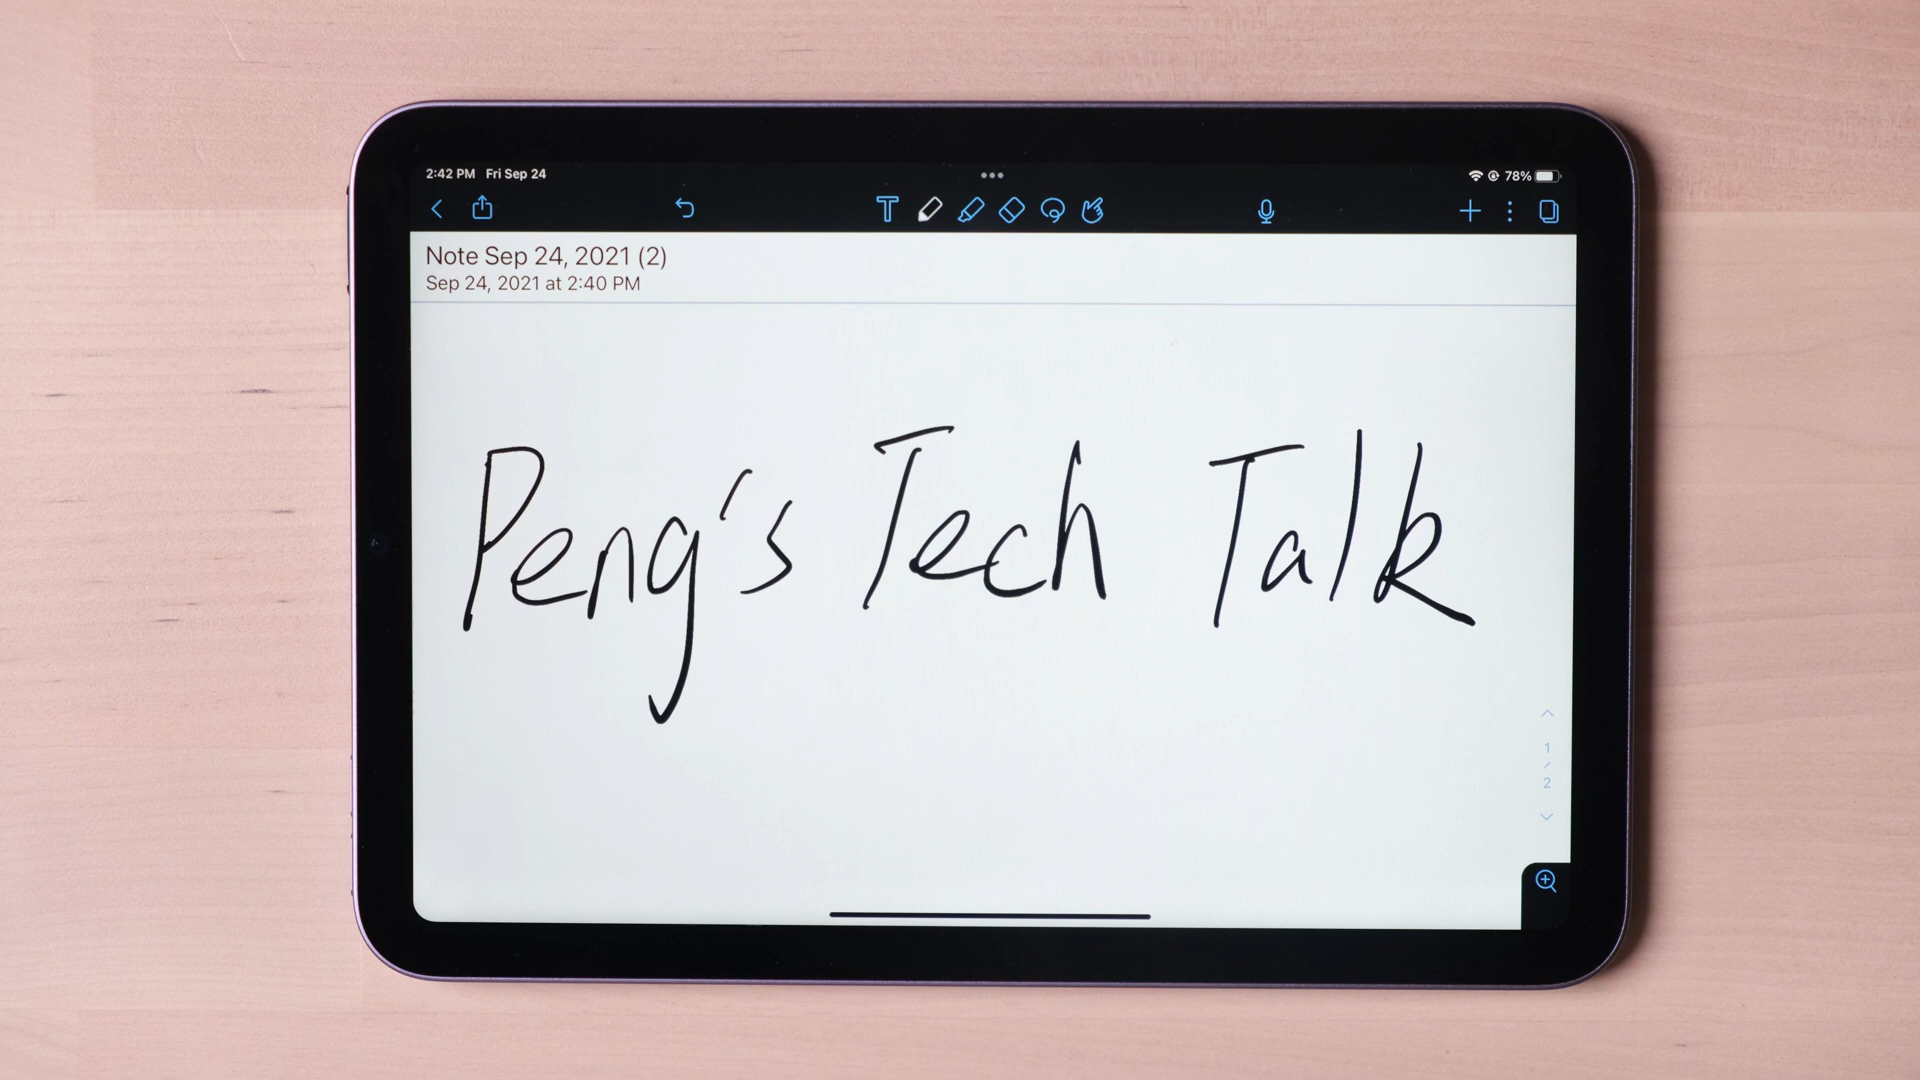 2:42 PM Fri Sep 24
78%
Note Sep 24, 2021 (2)
Sep 24, 2021 at 2:40 PM
Peng's Tech Talk
1
/
2